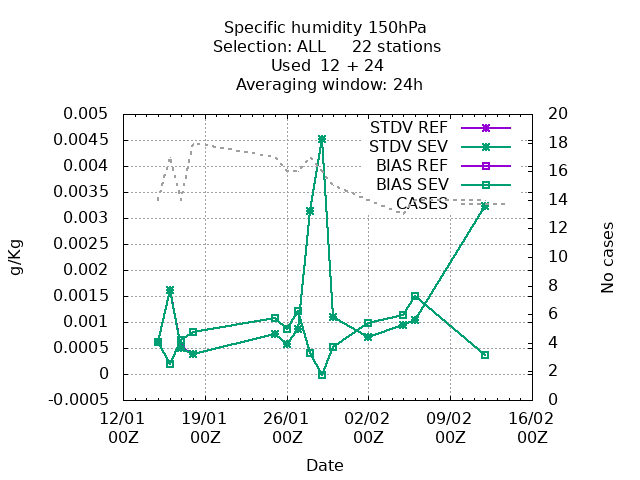 Specific humidity 150hPa
Selection: ALL     22 stations
Used  12 + 24
Averaging window: 24h
0.005
0.0045
0.004
0.0035
0.003
0.0025
0.002
0.0015
0.001
0.0005
0
-0.0005
g/Kg
STDV REF
STDV SEV
BIAS REF
BIAS SEV
CASES
20
18
16
14
12
10
8
6
4
2
0
No cases
12/01 19/01 26/01 02/02 09/02 16/02
00Z 00Z 00Z 00Z 00Z 00Z
Date